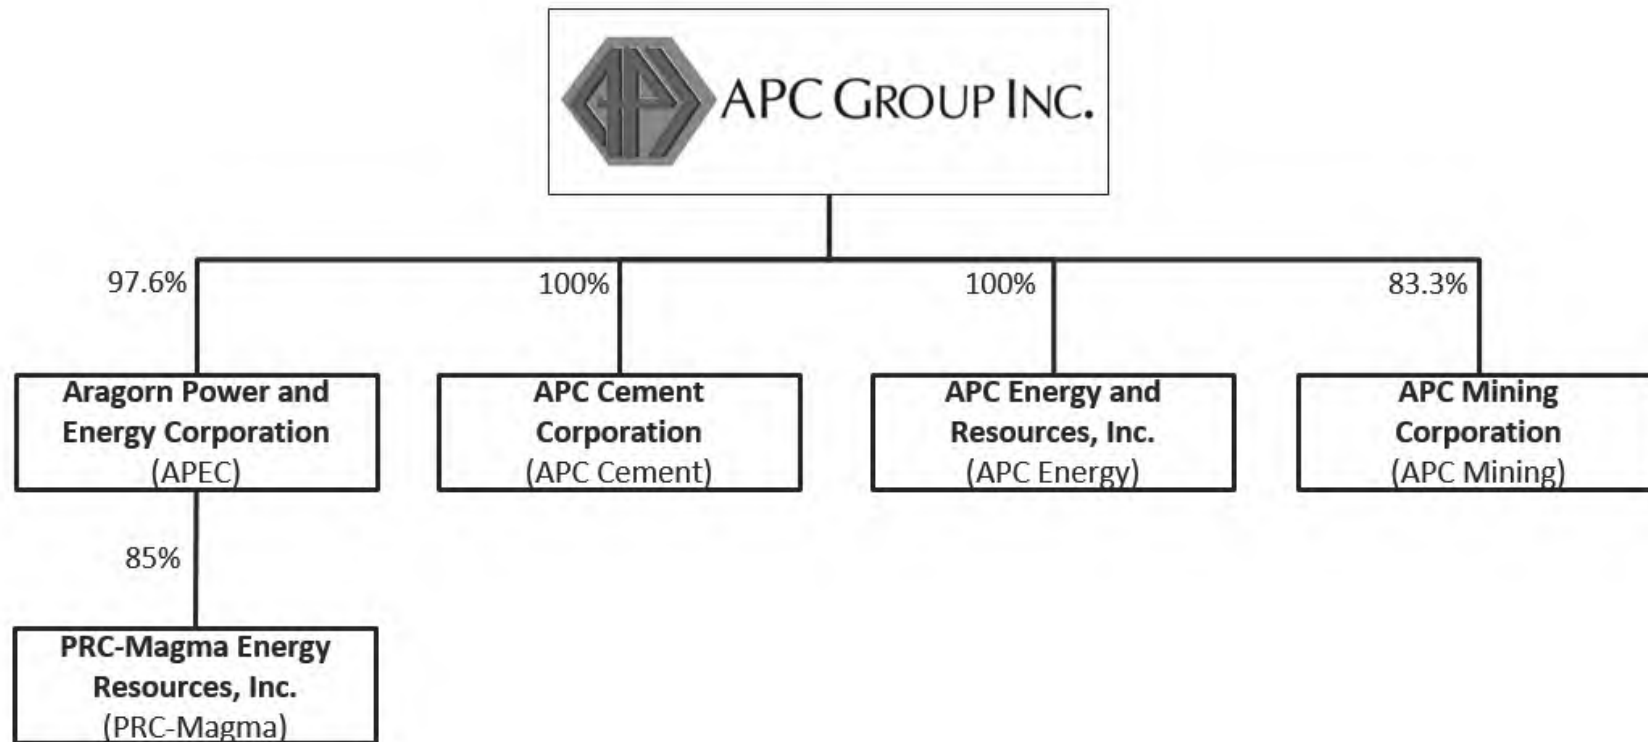 APC GROUP INC.
97.6%
100%
100%
83.3%
Aragorn Power and
Energy Corporation
(APEC)
APC Cement
Corporation
(APC Cement)
APC Energy and
Resources, Inc.
(APC Energy)
APC Mining
Corporation
(APC Mining)
85%
PRC-Magma Energy
Resources, Inc.
(PRC-Magma)